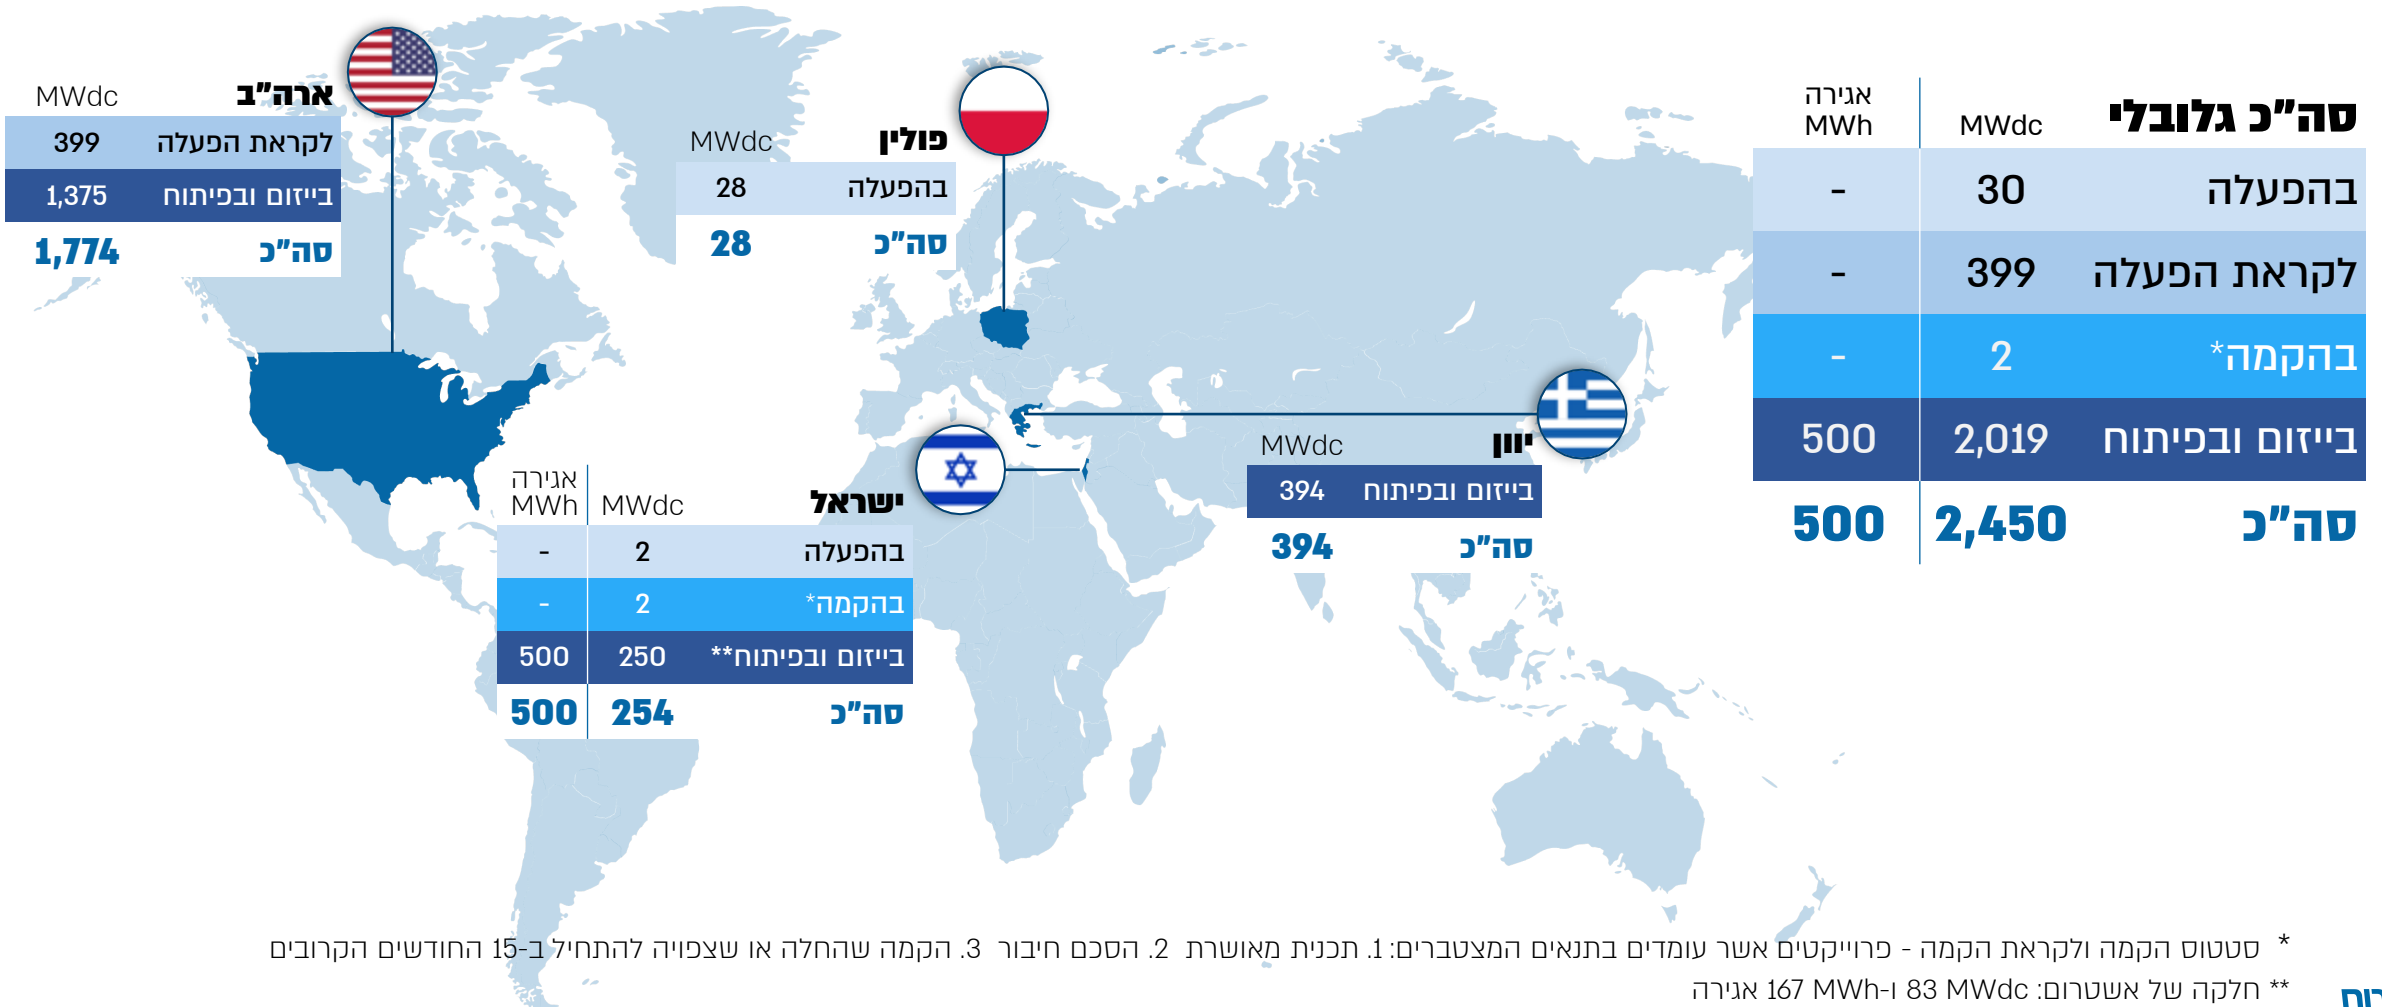 סה"כ גלובלי MWdc אגירה MWh
בהפעלה 30 -
לקראת הפעלה 399 -
בהקמה* 2 -
בייזום ובפיתוח 2,019 500
סה"כ 2,450 500
ארה"ב MWdc
לקראת הפעלה 399
בייזום ובפיתוח 1,375
סה"כ 1,774
פולין MWdc
בהפעלה 28
סה"כ 28
יוון MWdc
בייזום ובפיתוח 394
סה"כ 394
ישראל MWdc אגירה MWh
בהפעלה 2 -
בהקמה* 2 -
בייזום ובפיתוח** 250 500
סה"כ 254 500
* סטטוס הקמה ולקראת הקמה - פרוייקטים אשר עומדים בתנאים המצטברים: 1. תכנית מאושרת 2. הסכם חיבור 3. הקמה שהחלה או שצפויה להתחיל ב-15 החודשים הקרובים
** חלקה של אשטרום: 83 MWdc ו-167 MWh אגירה